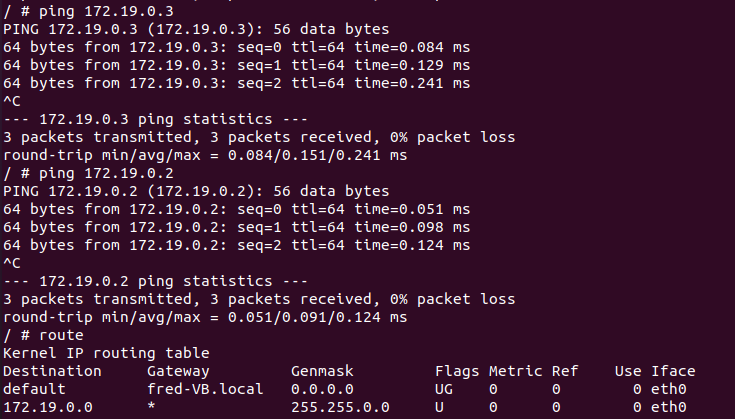 / # ping 172.19.0.3
PING 172.19.0.3 (172.19.0.3): 56 data bytes
64 bytes from 172.19.0.3: seq=0 ttl=64 time=0.084 ms
64 bytes from 172.19.0.3: seq=1 ttl=64 time=0.129 ms
64 bytes from 172.19.0.3: seq=2 ttl=64 time=0.241 ms
^C
--- 172.19.0.3 ping statistics ---
3 packets transmitted, 3 packets received, 0% packet loss
round-trip min/avg/max = 0.084/0.151/0.241 ms
/ # ping 172.19.0.2
PING 172.19.0.2 (172.19.0.2): 56 data bytes
64 bytes from 172.19.0.2: seq=0 ttl=64 time=0.051 ms
64 bytes from 172.19.0.2: seq=1 ttl=64 time=0.098 ms
64 bytes from 172.19.0.2: seq=2 ttl=64 time=0.124 ms
^C
--- 172.19.0.2 ping statistics ---
3 packets transmitted, 3 packets received, 0% packet loss
round-trip min/avg/max = 0.051/0.091/0.124 ms
/ # route
Kernel IP routing table
Destination     Gateway         Genmask         Flags Metric Ref    Use Iface
default         fred-VB.local   0.0.0.0         UG    0      0        0 eth0
172.19.0.0      *               255.255.0.0     U     0      0        0 eth0